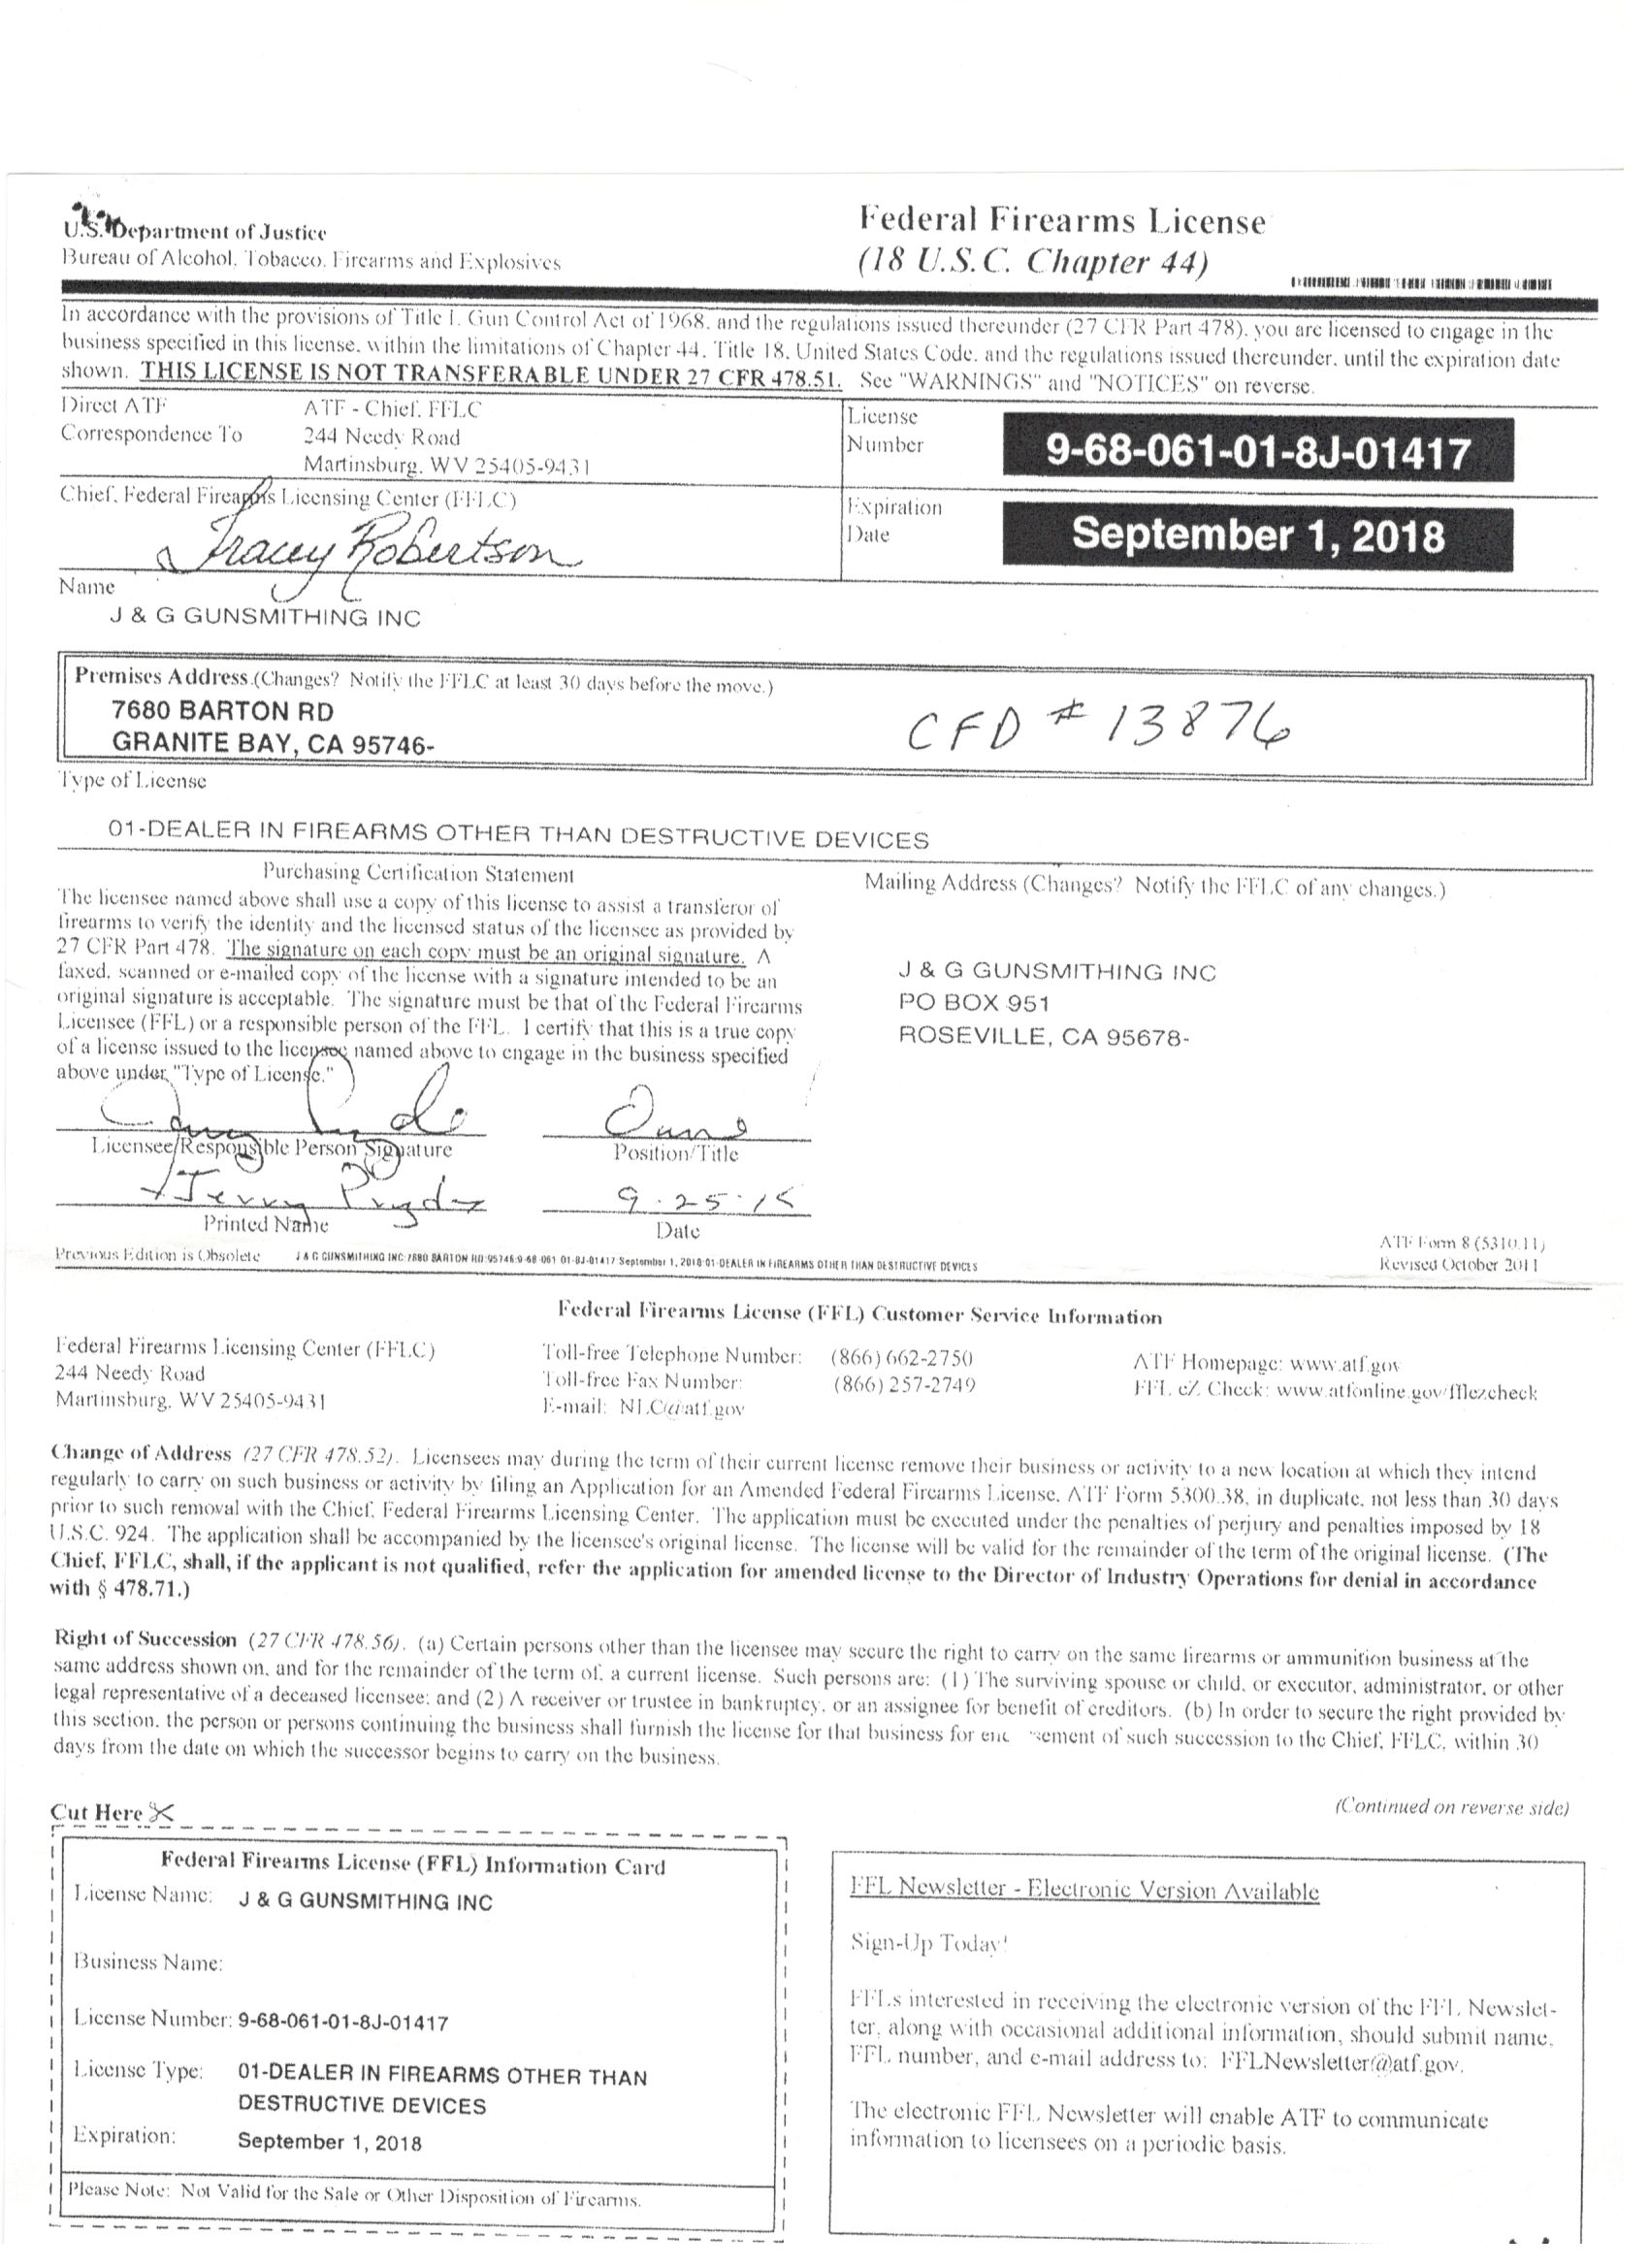 U.S. Department of Justice
Bureau of Alcohol, Tobacco, Firearms and Explosives
Federal Firearms License
(18 U.S.C. Chapter 44)
In accordance with the provisions of Title I, Gun Control Act of 1968, and the regulations issued thereunder (27 CFR Part 478), you are licensed to engage in the
business specified in this license, within the limitations of Chapter 44, Title 18, United States Code, and the regulations issued thereunder, until the expiration date
shown. THIS LICENSE IS NOT TRANSFERABLE UNDER 27 CFR 478.51. See "WARNINGS" and "NOTICES" on reverse.
Direct ATF
Correspondence To
ATF - Chief, FFLC
244 Needy Road
Martinsburg, WV 25405-9431
License
Number
9-68-061-01-8J-01417
Chief, Federal Firearms Licensing Center (FFLC)
Tracey Robertson
Expiration
Date
September 1, 2018
Name
J & G GUNSMITHING INC
Premises Address (Changes? Notify the FFLC at least 30 days before the move.)
7680 BARTON RD
GRANITE BAY, CA 95746-
CFD # 13876
Type of License
01-DEALER IN FIREARMS OTHER THAN DESTRUCTIVE DEVICES
Purchasing Certification Statement
The licensee named above shall use a copy of this license to assist a transferor of
firearms to verify the identity and the licensed status of the licensee as provided by
27 CFR Part 478. The signature on each copy must be an original signature. A
faxed, scanned or e-mailed copy of the license with a signature intended to be an
original signature is acceptable. The signature must be that of the Federal Firearms
Licensee (FFL) or a responsible person of the FFL. I certify that this is a true copy
of a license issued to the licensee named above to engage in the business specified
above under "Type of License."
Mailing Address (Changes? Notify the FFLC of any changes.)
J & G GUNSMITHING INC
PO BOX 951
ROSEVILLE, CA 95678-
Licensee/Responsible Person Signature
Position/Title
Jerry
9-25-15
Printed Name
Date
Previous Edition is Obsolete
J & G GUNSMITHING INC:7680 BARTON RD:95746:9-68-061-01-8J-01417:September 1, 2018:01-DEALER IN FIREARMS OTHER THAN DESTRUCTIVE DEVICES
ATF Form 8 (5310.11)
Revised October 2011
Federal Firearms License (FFL) Customer Service Information
Federal Firearms Licensing Center (FFLC)
244 Needy Road
Martinsburg, WV 25405-9431
Toll-free Telephone Number: (866) 662-2750
Toll-free Fax Number: (866) 257-2749
E-mail: NLC@atf.gov
ATF Homepage: www.atf.gov
FFL eZ Check: www.atfonline.gov/fflezcheck
Change of Address (27 CFR 478.52). Licensees may during the term of their current license remove their business or activity to a new location at which they intend
regularly to carry on such business or activity by filing an Application for an Amended Federal Firearms License, ATF Form 5300.38, in duplicate, not less than 30 days
prior to such removal with the Chief, Federal Firearms Licensing Center. The application must be executed under the penalties of perjury and penalties imposed by 18
U.S.C. 924. The application shall be accompanied by the licensee's original license. The license will be valid for the remainder of the term of the original license. (The
Chief, FFLC, shall, if the applicant is not qualified, refer the application for amended license to the Director of Industry Operations for denial in accordance
with § 478.71.)
Right of Succession (27 CFR 478.56). (a) Certain persons other than the licensee may secure the right to carry on the same firearms or ammunition business at the
same address shown on, and for the remainder of the term of, a current license. Such persons are: (1) The surviving spouse or child, or executor, administrator, or other
legal representative of a deceased licensee; and (2) A receiver or trustee in bankruptcy, or an assignee for benefit of creditors. (b) In order to secure the right provided by
this section, the person or persons continuing the business shall furnish the license for that business for of such succession to the Chief, FFLC, within 30
days from the date on which the successor begins to carry on the business.
(Continued on reverse side)
Cut Here
Federal Firearms License (FFL) Information Card
License Name: J & G GUNSMITHING INC
Business Name:
License Number: 9-68-061-01-8J-01417
License Type: 01-DEALER IN FIREARMS OTHER THAN
DESTRUCTIVE DEVICES
Expiration: September 1, 2018
Please Note: Not Valid for the Sale or Other Disposition of Firearms.
FFL Newsletter - Electronic Version Available
Sign-Up Today!
FFLs interested in receiving the electronic version of the FFL Newslet-
ter, along with occasional additional information, should submit name,
FFL number, and e-mail address to: FFLNewsletter@atf.gov.
The electronic FFL Newsletter will enable ATF to communicate
information to licensees on a periodic basis.